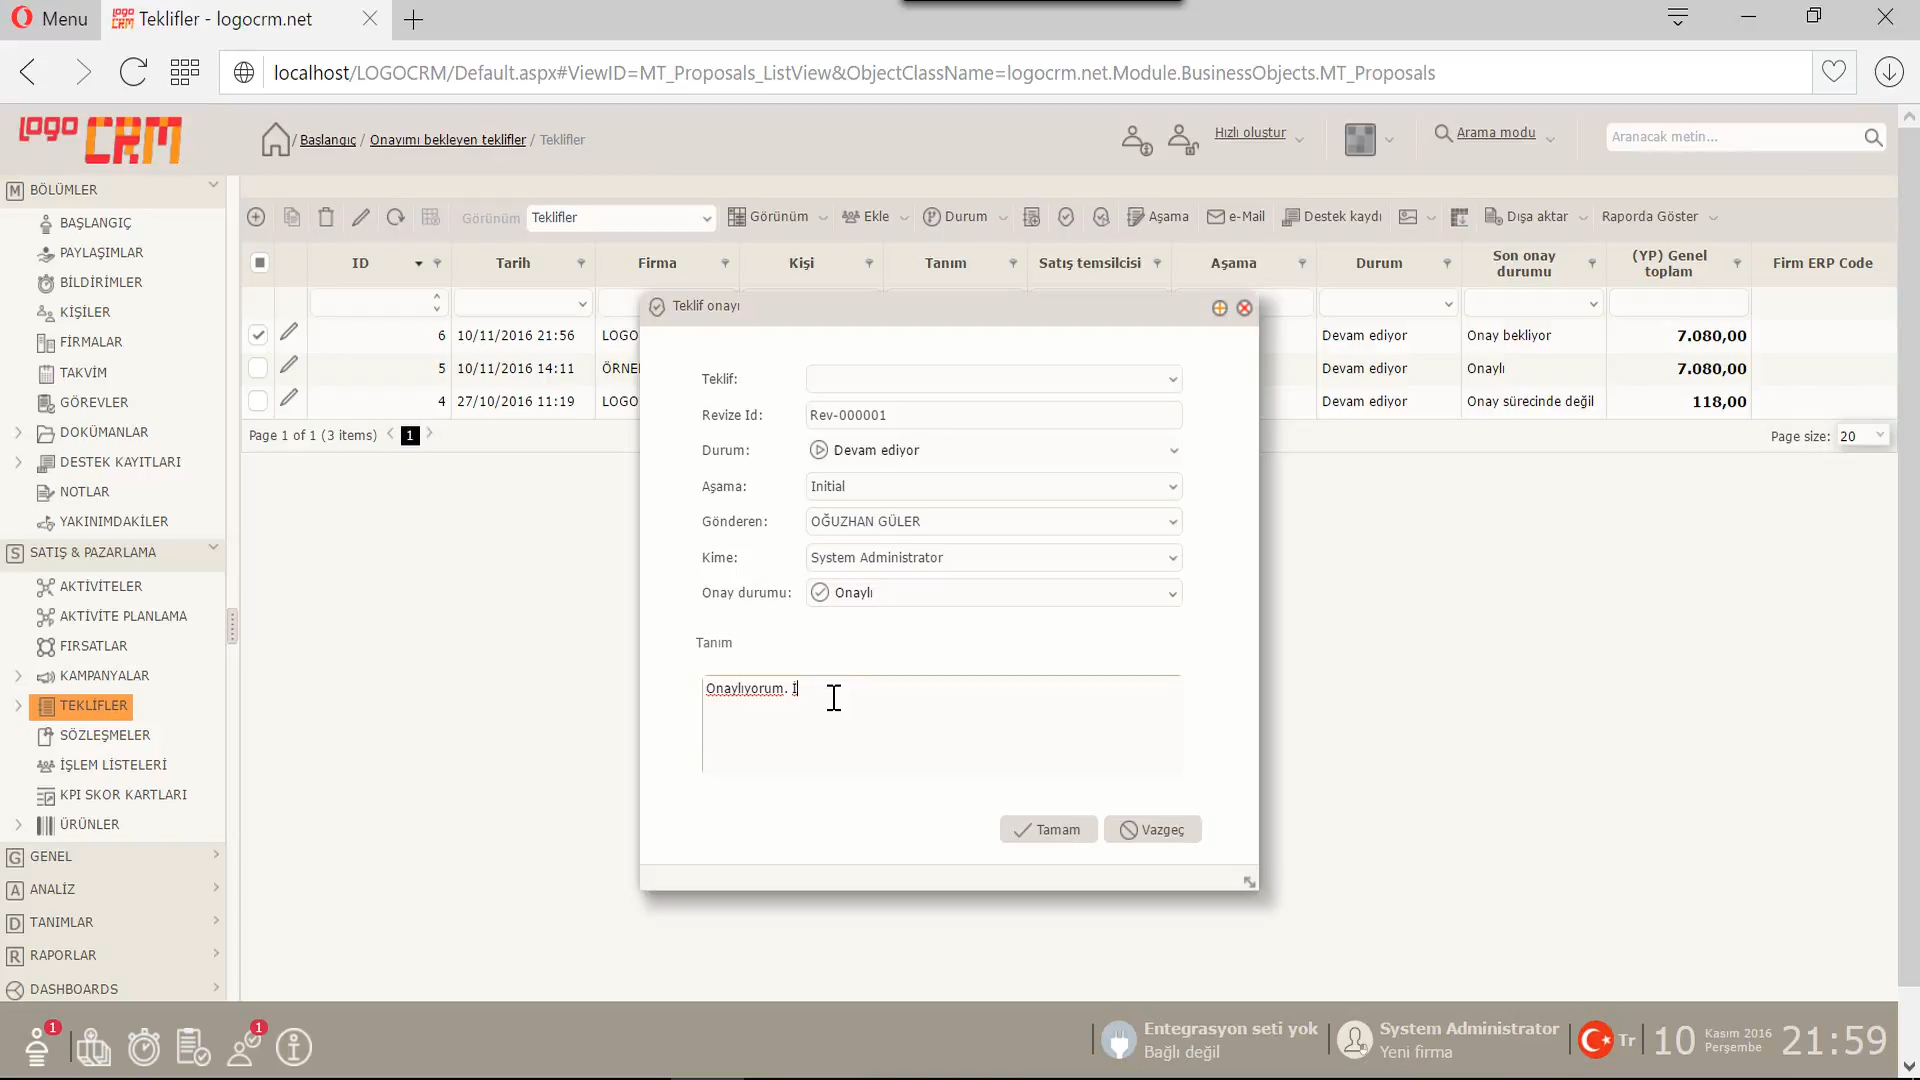 Menu
Teklifler - logocrm.net
localhost/LOGOCRM/Default.aspx#ViewID=MT_Proposals_ListView&ObjectClassName=logocrm.net.Module.BusinessObjects.MT_Proposals
logo CRM
/ Başlangıç / Onayımı bekleyen teklifler / Teklifler
Hızlı oluştur
Arama modu
Aranacak metin...
M BÖLÜMLER
BAŞLANGIÇ
PAYLAŞIMLAR
BİLDİRİMLER
KİŞİLER
FİRMALAR
TAKVİM
GÖREVLER
DOKÜMANLAR
DESTEK KAYITLARI
NOTLAR
YAKINIMDAKİLER
S SATIŞ & PAZARLAMA
AKTİVİTELER
AKTİVİTE PLANLAMA
FIRSATLAR
KAMPANYALAR
TEKLİFLER
SÖZLEŞMELER
İŞLEM LİSTELERİ
KPI SKOR KARTLARI
ÜRÜNLER
G GENEL
A ANALİZ
D TANIMLAR
R RAPORLAR
DASHBOARDS
Görünüm Teklifler Görünüm Ekle Durum Aşama e-Mail Destek kaydı Dışa aktar Raporda Göster
ID Tarih Firma Kişi Tanım Satış temsilcisi Aşama Durum Son onay durumu (YP) Genel toplam Firm ERP Code
6 10/11/2016 21:56 LOGO Devam ediyor Onay bekliyor 7.080,00
5 10/11/2016 14:11 ÖRNE Devam ediyor Onaylı 7.080,00
4 27/10/2016 11:19 LOGO Devam ediyor Onay sürecinde değil 118,00
Page 1 of 1 (3 items) 1
Page size: 20
Teklif onayı
Teklif:
Revize Id: Rev-000001
Durum: Devam ediyor
Aşama: Initial
Gönderen: OĞUZHAN GÜLER
Kime: System Administrator
Onay durumu: Onaylı
Tanım
Onaylıyorum. İ
Tamam
Vazgeç
1
1
Entegrasyon seti yok
Bağlı değil
System Administrator
Yeni firma
Tr
10
Kasım 2016
Perşembe
21:59